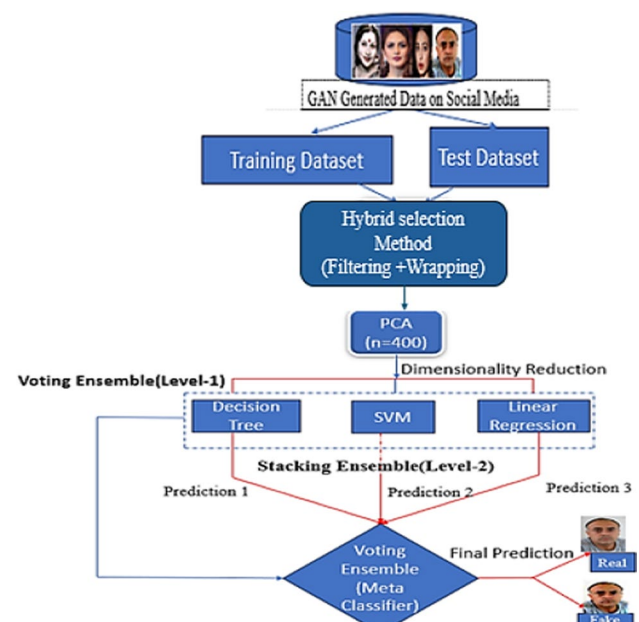 GAN Generated Data on Social Media
Training Dataset
Test Dataset
Hybrid selection
Method
(Filtering +Wrapping)
PCA
(n=400)
Dimensionality Reduction
Voting Ensemble(Level-1)
Decision
Tree
SVM
Linear
Regression
Stacking Ensemble(Level-2)
Prediction 1
Prediction 2
Prediction 3
Voting
Ensemble
(Meta
Classifier)
Final Prediction
Real
Fake